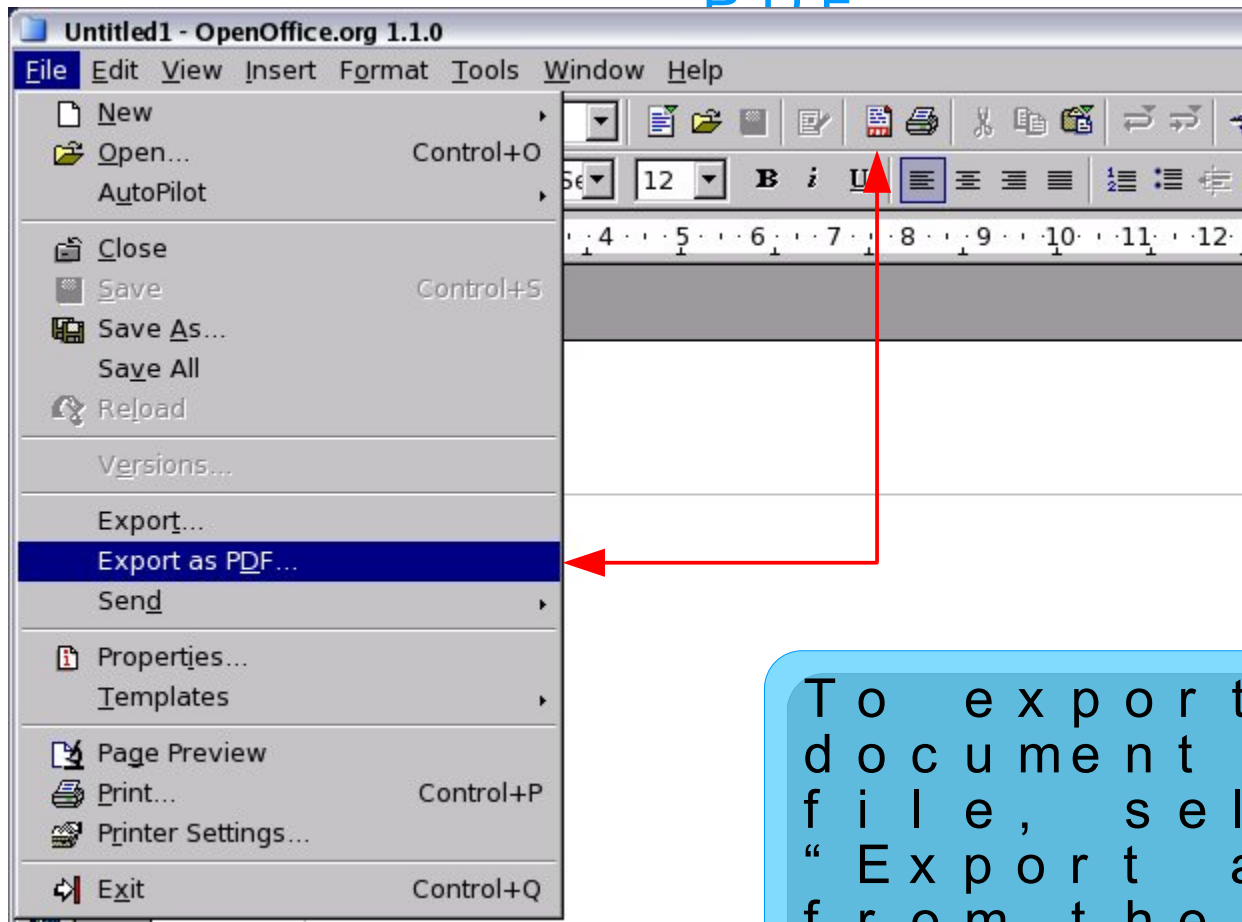 Untitled1 - OpenOffice.org 1.1.0
File Edit View Insert Format Tools Window Help
New
Open... Control+O
AutoPilot
12 B i U
4 5 6 7 8 9 10 11 12
Close
Save Control+S
Save As...
Save All
Reload
Versions...
Export...
Export as PDF...
Send
Properties...
Templates
Page Preview
Print... Control+P
Printer Settings...
Exit Control+Q
To export
document
file, sel
“Export a
from the